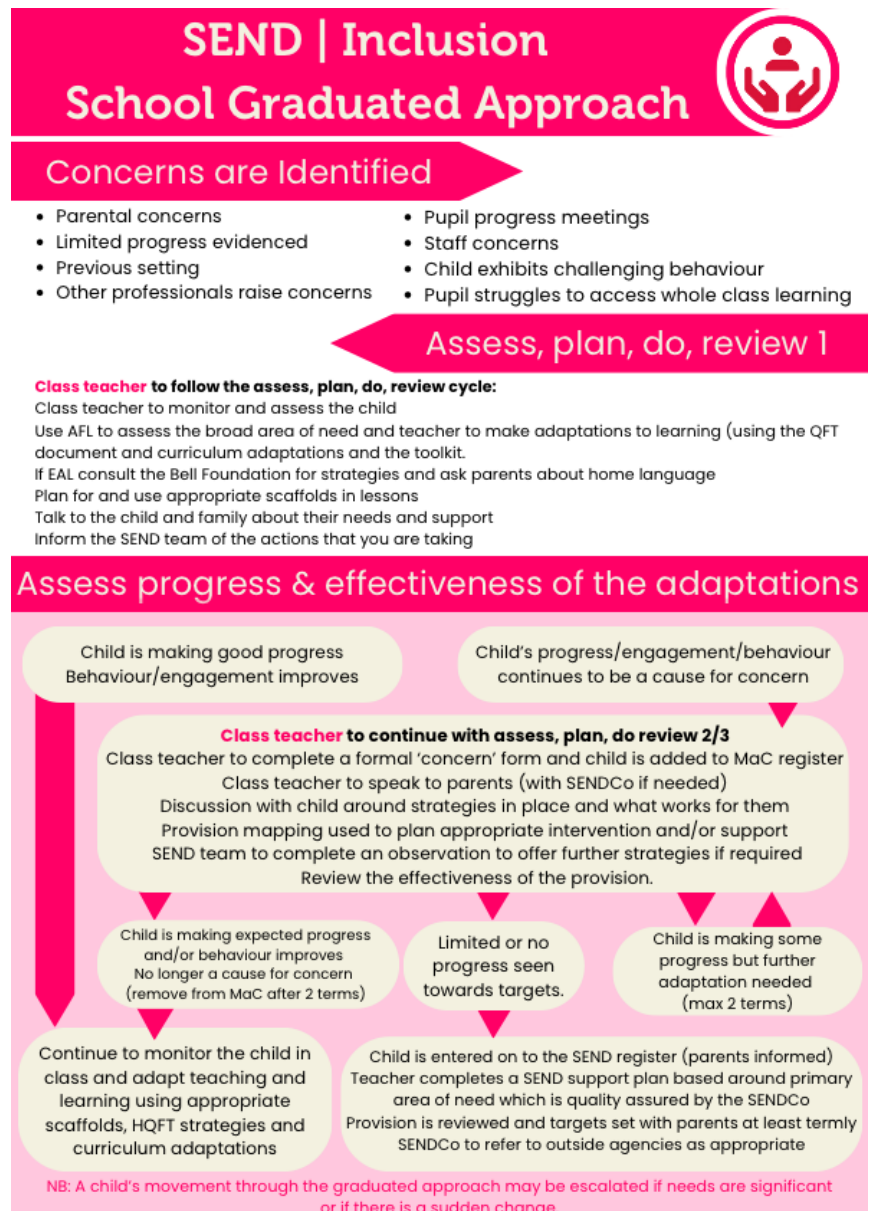 SEND | Inclusion
School Graduated Approach
Concerns are Identified
• Parental concerns
• Limited progress evidenced
• Previous setting
• Other professionals raise concerns
• Pupil progress meetings
• Staff concerns
• Child exhibits challenging behaviour
• Pupil struggles to access whole class learning
Assess, plan, do, review 1
Class teacher to follow the assess, plan, do, review cycle:
Class teacher to monitor and assess the child
Use AFL to assess the broad area of need and teacher to make adaptations to learning (using the QFT
document and curriculum adaptations and the toolkit.
If EAL consult the Bell Foundation for strategies and ask parents about home language
Plan for and use appropriate scaffolds in lessons
Talk to the child and family about their needs and support
Inform the SEND team of the actions that you are taking
Assess progress & effectiveness of the adaptations
Child is making good progress
Behaviour/engagement improves
Child's progress/engagement/behaviour
continues to be a cause for concern
Class teacher to continue with assess, plan, do review 2/3
Class teacher to complete a formal 'concern' form and child is added to MaC register
Class teacher to speak to parents (with SENDCo if needed)
Discussion with child around strategies in place and what works for them
Provision mapping used to plan appropriate intervention and/or support
SEND team to complete an observation to offer further strategies if required
Review the effectiveness of the provision.
Child is making expected progress
and/or behaviour improves
No longer a cause for concern
(remove from MaC after 2 terms)
Limited or no
progress seen
towards targets.
Child is making some
progress but further
adaptation needed
(max 2 terms)
Continue to monitor the child in
class and adapt teaching and
learning using appropriate
scaffolds, HQFT strategies and
curriculum adaptations
Child is entered on to the SEND register (parents informed)
Teacher completes a SEND support plan based around primary
area of need which is quality assured by the SENDCo
Provision is reviewed and targets set with parents at least termly
SENDCo to refer to outside agencies as appropriate
NB: A child's movement through the graduated approach may be escalated if needs are significant
or if there is a sudden change